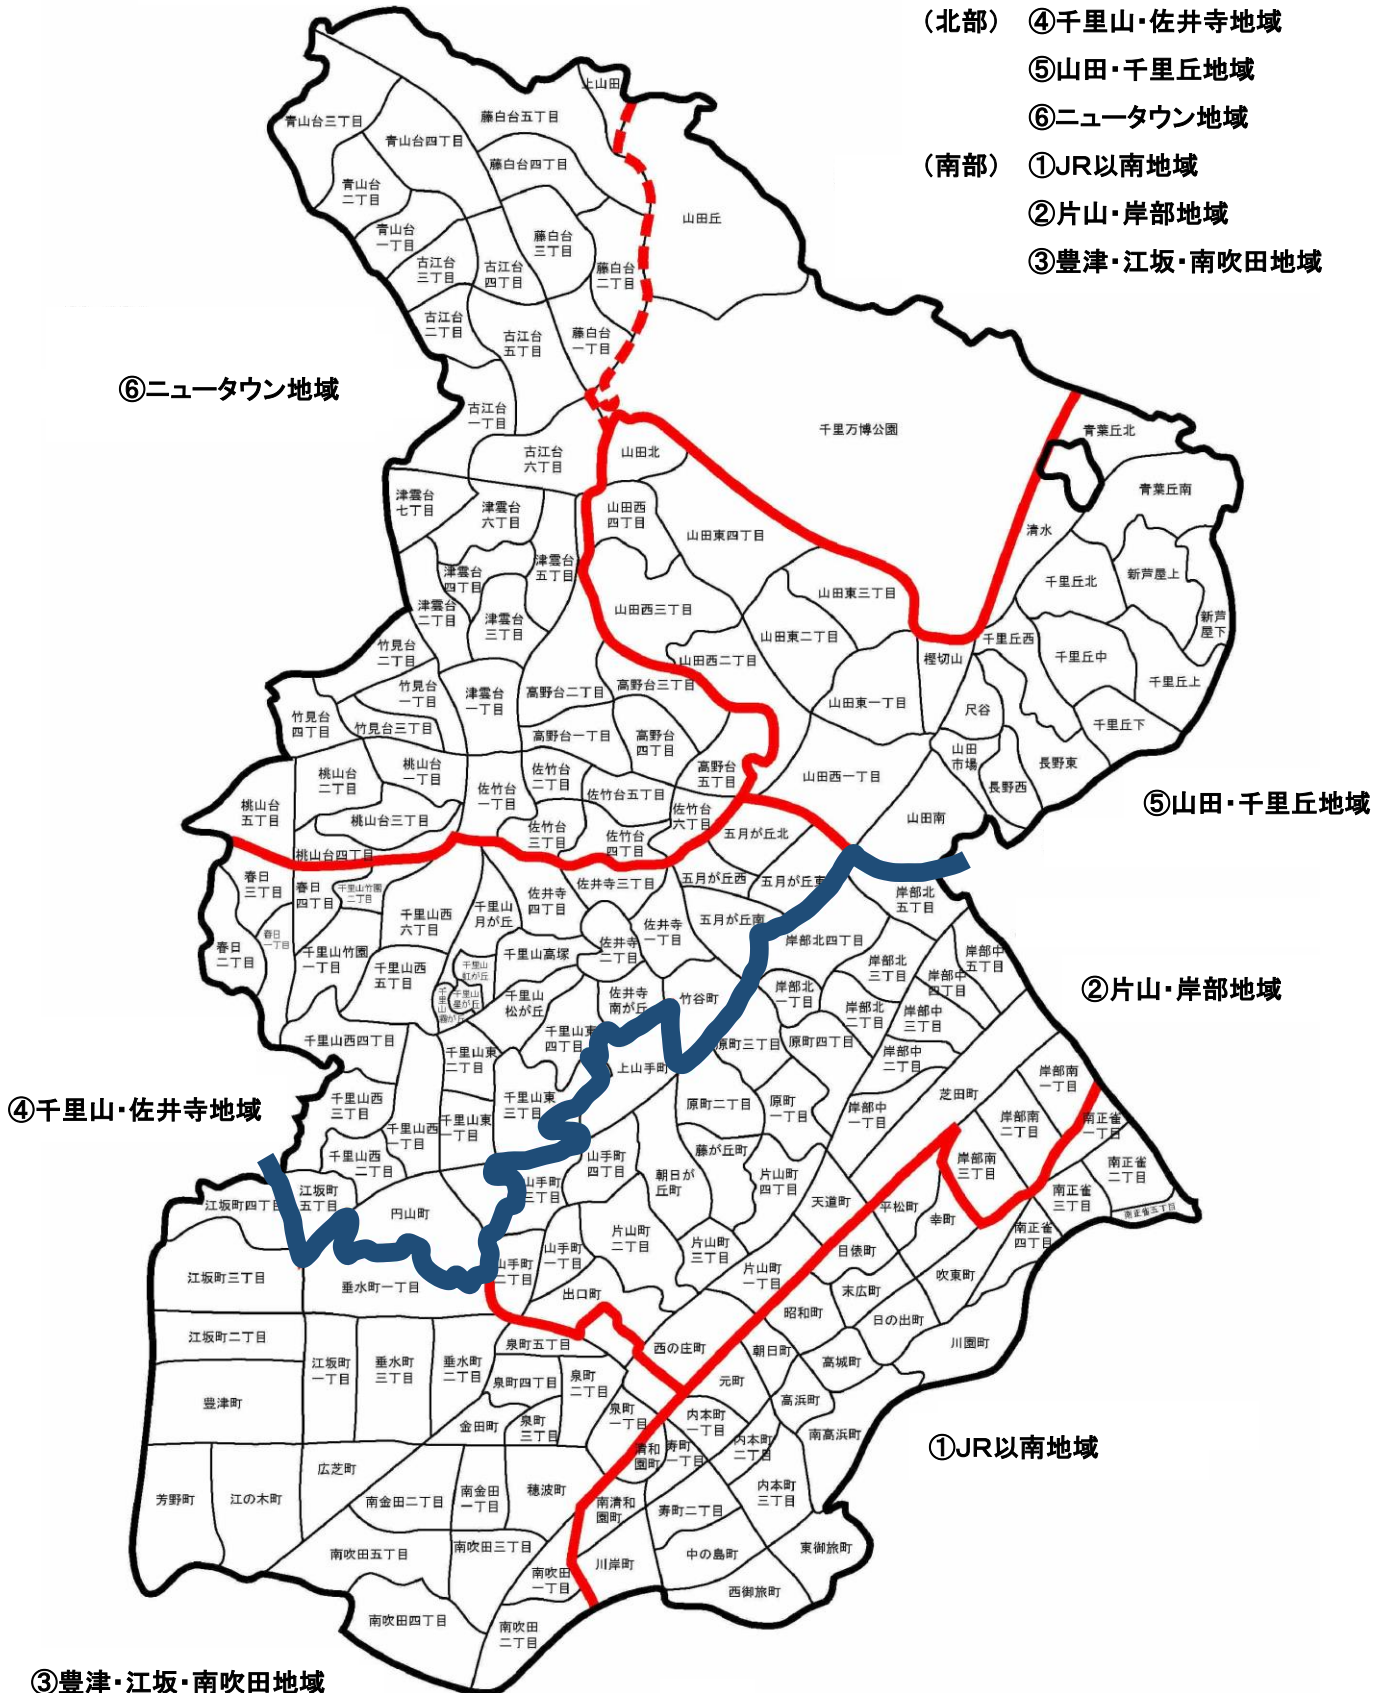 （北部） ④千里山・佐井寺地域
⑤山田・千里丘地域
⑥ニュータウン地域
（南部） ①JR以南地域
②片山・岸部地域
③豊津・江坂・南吹田地域
上山田
藤白台五丁目
青山台三丁目
青山台四丁目
藤白台四丁目
青山台
二丁目
山田丘
青山台
一丁目
藤白台
三丁目
古江台
三丁目
古江台
四丁目
藤白台
二丁目
古江台
二丁目
古江台
五丁目
藤白台
一丁目
⑥ニュータウン地域
古江台
一丁目
千里万博公園
青葉丘北
古江台
六丁目
山田北
青葉丘南
津雲台
七丁目
津雲台
六丁目
山田西
四丁目
山田東四丁目
清水
津雲台
五丁目
津雲台
四丁目
千里丘北
新芦屋上
山田東三丁目
津雲台
二丁目
津雲台
三丁目
山田西三丁目
新芦
屋下
山田東二丁目
千里丘西
竹見台
二丁目
山田西二丁目
樫切山
千里丘中
千里丘上
竹見台
一丁目
津雲台
一丁目
高野台二丁目
高野台三丁目
山田東一丁目
尺谷
竹見台
四丁目
竹見台三丁目
千里丘下
高野台一丁目
高野台
四丁目
山田
市場
長野東
桃山台
一丁目
桃山台
二丁目
佐竹台
一丁目
佐竹台
二丁目
高野台
五丁目
山田西一丁目
長野西
佐竹台五丁目
⑤山田・千里丘地域
桃山台
五丁目
桃山台三丁目
佐竹台
六丁目
山田南
佐竹台
三丁目
佐竹台
四丁目
五月が丘北
桃山台四丁目
春日
三丁目
春日
四丁目
千里山竹園
二丁目
佐井寺三丁目
五月が丘西
五月が丘東
佐井寺
四丁目
岸部北
五丁目
千里山西
六丁目
千里山
月が丘
五月が丘南
佐井寺
一丁目
春日
一丁目
春日
二丁目
千里山竹園
一丁目
千里山高塚
佐井寺
二丁目
岸部北四丁目
岸部中
五丁目
千里山西
五丁目
千里山
虹が丘
岸部北
三丁目
岸部中
四丁目
②片山・岸部地域
千里山
星が丘
千里山
霧が丘
千里山
松が丘
佐井寺
南が丘
竹谷町
岸部北
一丁目
岸部北
二丁目
岸部中
三丁目
千里山西四丁目
千里山東
四丁目
原町三丁目
原町四丁目
千里山東
二丁目
岸部中
二丁目
上山手町
岸部南
一丁目
④千里山・佐井寺地域
千里山西
三丁目
千里山東
三丁目
原町二丁目
原町
一丁目
岸部中
一丁目
芝田町
千里山西
一丁目
千里山東
一丁目
岸部南
二丁目
南正雀
一丁目
千里山西
二丁目
山手町
四丁目
藤が丘町
岸部南
三丁目
南正雀
二丁目
朝日が
丘町
片山町
四丁目
江坂町四丁目
江坂町
五丁目
山手町
三丁目
天道町
平松町
南正雀
三丁目
南正雀五丁目
円山町
幸町
片山町
二丁目
南正雀
四丁目
山手町
一丁目
片山町
三丁目
目俵町
江坂町三丁目
垂水町一丁目
山手町
二丁目
片山町
一丁目
吹東町
出口町
末広町
昭和町
日の出町
江坂町二丁目
泉町五丁目
西の庄町
朝日町
川園町
江坂町
一丁目
垂水町
三丁目
垂水町
二丁目
高城町
泉町四丁目
泉町
二丁目
元町
豊津町
高浜町
金田町
泉町
三丁目
泉町
一丁目
内本町
一丁目
南高浜町
内本町
二丁目
①JR以南地域
清和
園町
寿町
一丁目
広芝町
内本町
三丁目
芳野町
江の木町
南金田二丁目
南金田
一丁目
穂波町
南清和
園町
寿町二丁目
南吹田五丁目
南吹田三丁目
中の島町
東御旅町
川岸町
南吹田
一丁目
西御旅町
南吹田四丁目
南吹田
二丁目
③豊津・江坂・南吹田地域